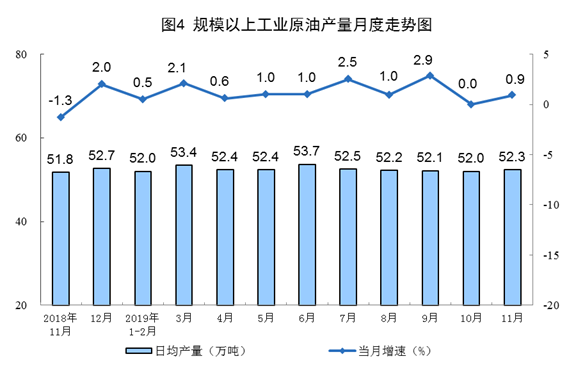 图4 规模以上工业原油产量月度走势图
80
60
40
20
5
0
-5
-10
-15
-20
-1.3
2.0
0.5
2.1
0.6
1.0
1.0
2.5
1.0
2.9
0.0
0.9
51.8
52.7
52.0
53.4
52.4
52.4
53.7
52.5
52.2
52.1
52.0
52.3
2018年
11月
12月
2019年
1-2月
3月
4月
5月
6月
7月
8月
9月
10月
11月
日均产量（万吨）
当月增速（%）